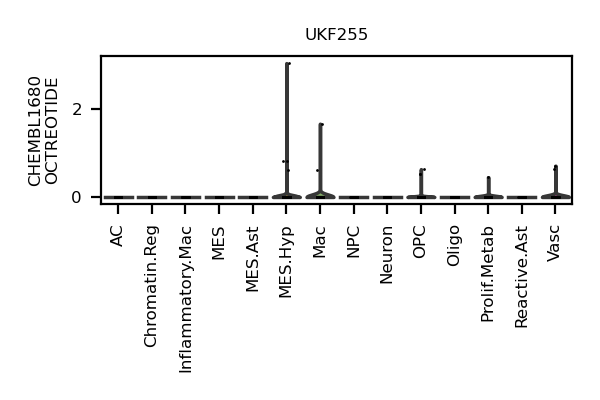 UKF255
CHEMBL1680
OCTREOTIDE
2
0
AC
Chromatin.Reg
Inflammatory.Mac
MES
MES.Ast
MES.Hyp
Mac
NPC
Neuron
OPC
Oligo
Prolif.Metab
Reactive.Ast
Vasc